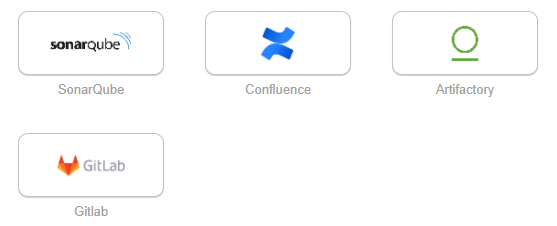 sonarqube
SonarQube
Confluence
Artifactory
GitLab
Gitlab